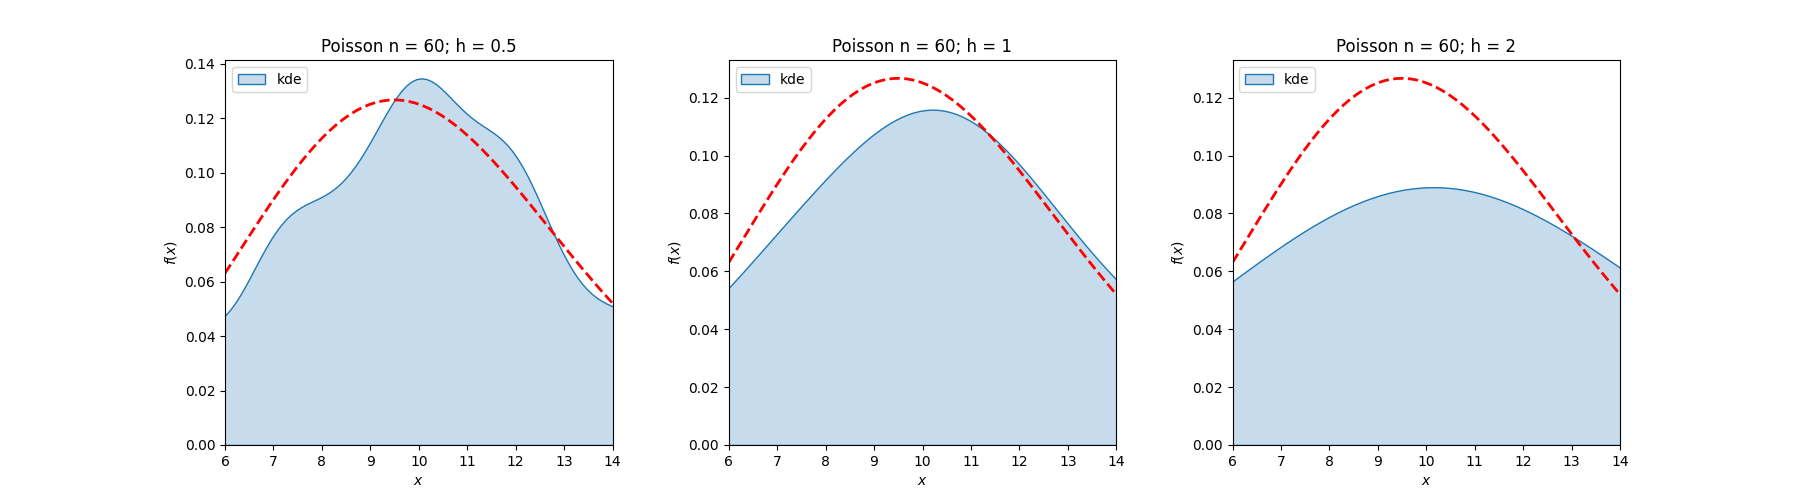 Poisson n = 60; h = 0.5
kde
0.14
0.12
0.10
0.08
0.06
0.04
0.02
0.00
f(x)
6 7 8 9 10 11 12 13 14
x
Poisson n = 60; h = 1
kde
0.12
0.10
0.08
0.06
0.04
0.02
0.00
f(x)
6 7 8 9 10 11 12 13 14
x
Poisson n = 60; h = 2
kde
0.12
0.10
0.08
0.06
0.04
0.02
0.00
f(x)
6 7 8 9 10 11 12 13 14
x